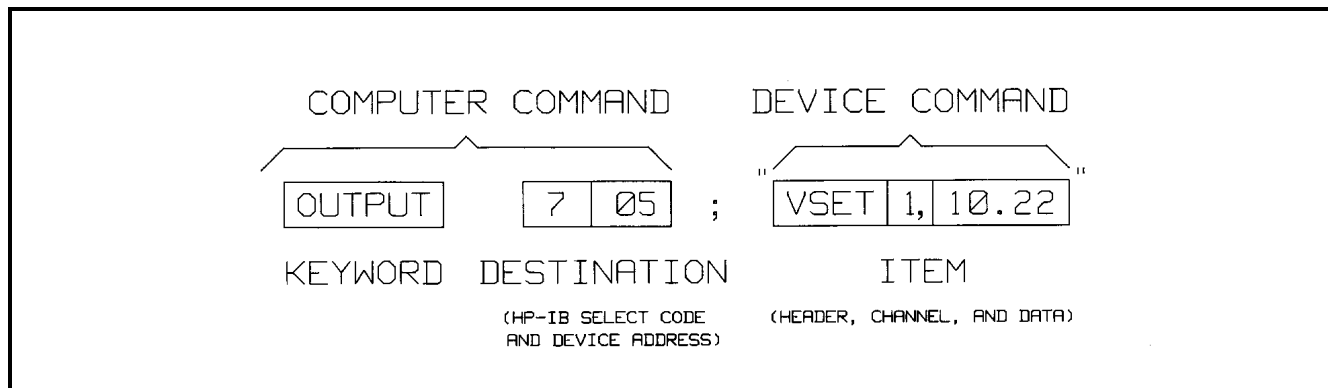 COMPUTER COMMAND DEVICE COMMAND
OUTPUT 7 05 ; "VSET 1, 10.22"
KEYWORD DESTINATION ITEM
(HP-IB SELECT CODE (HEADER, CHANNEL, AND DATA)
AND DEVICE ADDRESS)